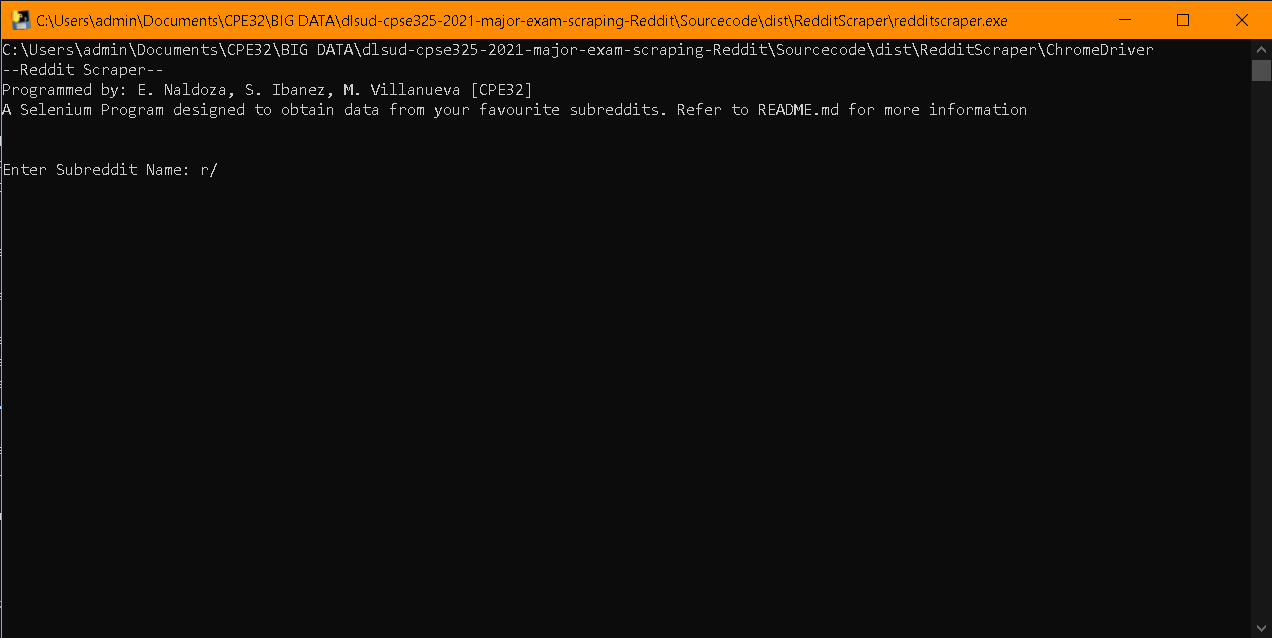 C:\Users\admin\Documents\CPE32\BIG DATA\dlsud-cpse325-2021-major-exam-scraping-Reddit\Sourcecode\dist\RedditScraper\redditscraper.exe
C:\Users\admin\Documents\CPE32\BIG DATA\dlsud-cpse325-2021-major-exam-scraping-Reddit\Sourcecode\dist\RedditScraper\ChromeDriver
--Reddit Scraper--
Programmed by: E. Naldoza, S. Ibanez, M. Villanueva [CPE32]
A Selenium Program designed to obtain data from your favourite subreddits. Refer to README.md for more information
Enter Subreddit Name: r/